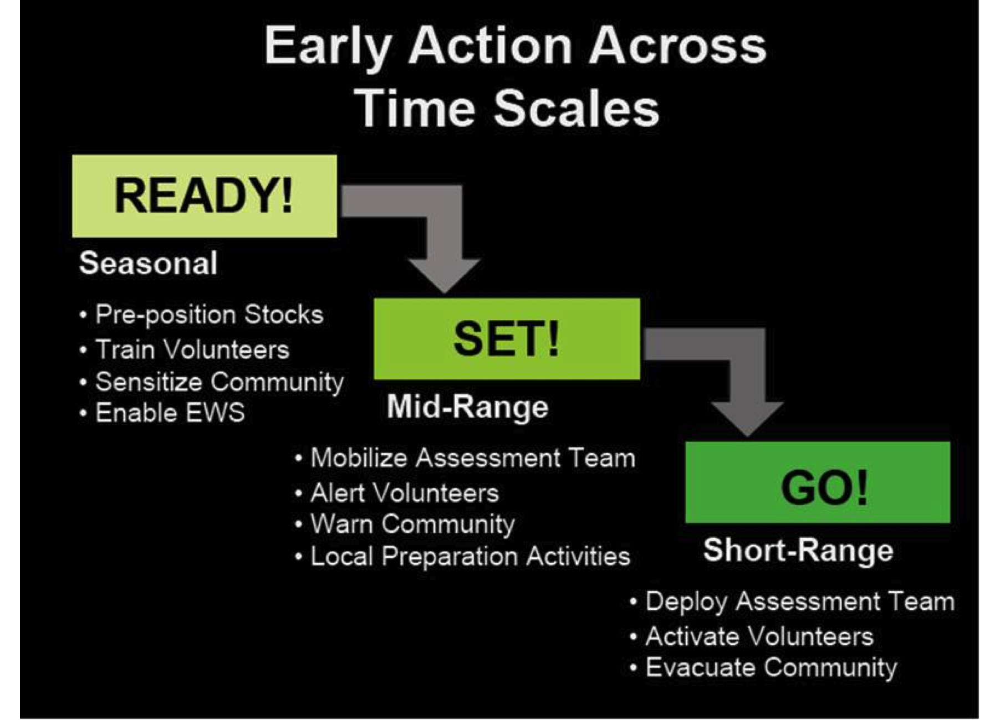 Early Action Across
Time Scales
READY!
Seasonal
• Pre-position Stocks
• Train Volunteers
• Sensitize Community
• Enable EWS
SET!
Mid-Range
• Mobilize Assessment Team
• Alert Volunteers
• Warn Community
• Local Preparation Activities
GO!
Short-Range
• Deploy Assessment Team
• Activate Volunteers
• Evacuate Community